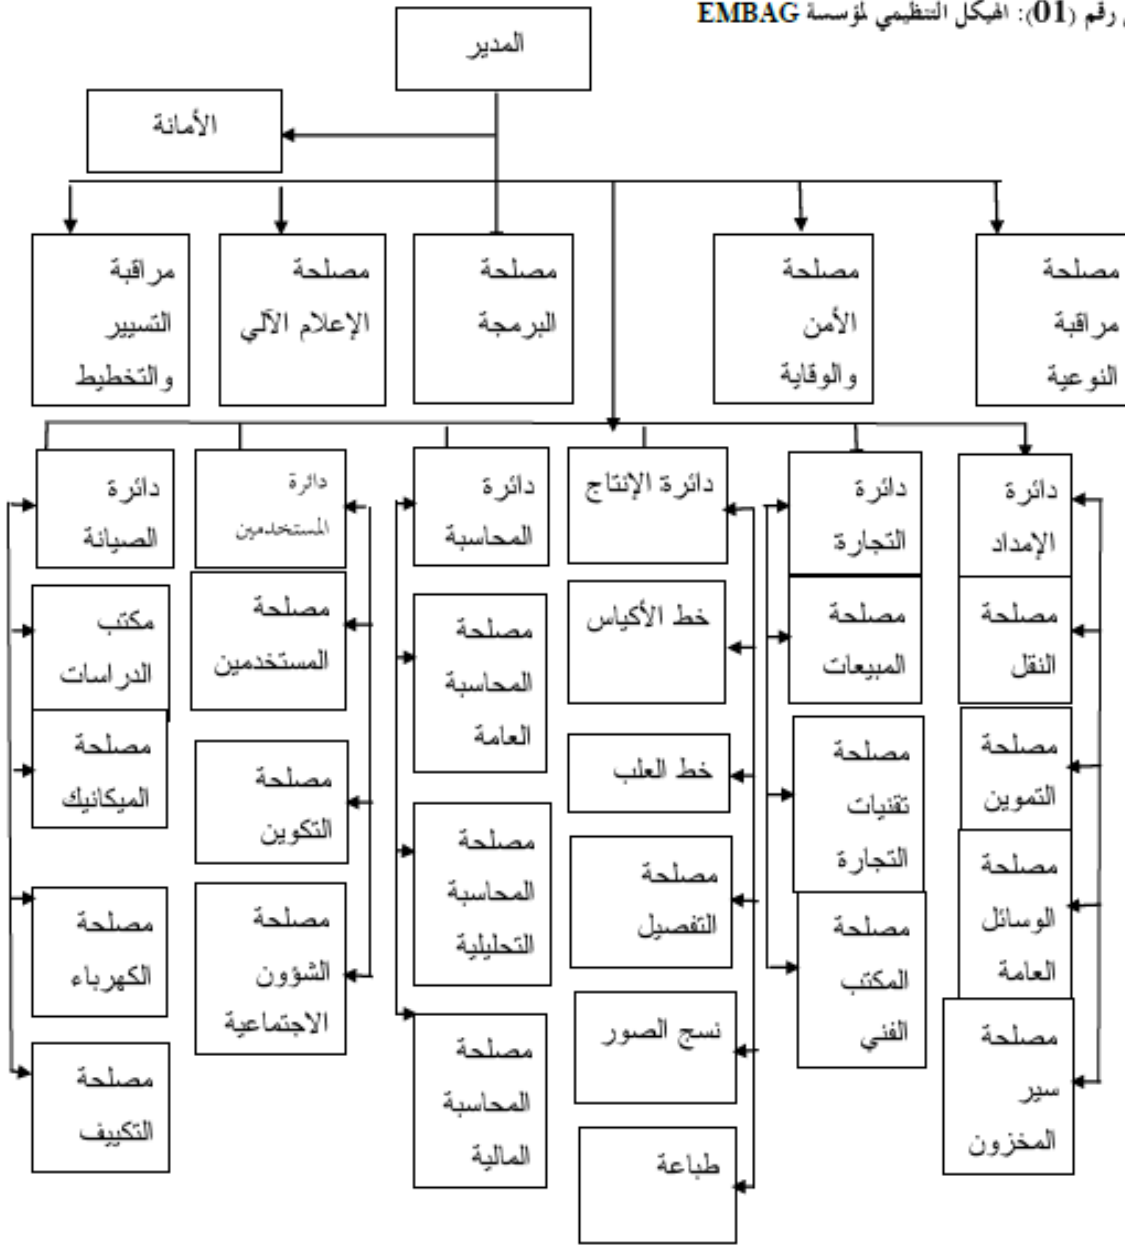 رقم (01): الهيكل التنظيمي لمؤسسة EMBAG
المدير
الأمانة
مصلحة
مراقبة
النوعية
مصلحة
الأمن
والوقاية
مصلحة
البرمجة
مصلحة
الإعلام الآلي
مراقبة
التسيير
والتخطيط
دائرة
الإمداد
مصلحة
النقل
مصلحة
التموين
مصلحة
الوسائل
العامة
مصلحة
سير
المخزون
دائرة
التجارة
مصلحة
المبيعات
مصلحة
تقنيات
التجارة
مصلحة
المكتب
الفني
دائرة الإنتاج
خط الأكياس
خط العلب
مصلحة
التفصيل
نسج الصور
طباعة
دائرة
المحاسبة
مصلحة
المحاسبة
العامة
مصلحة
المحاسبة
التحليلية
مصلحة
المحاسبة
المالية
دائرة
المستخدمين
مصلحة
المستخدمين
مصلحة
التكوين
مصلحة
الشؤون
الاجتماعية
دائرة
الصيانة
مكتب
الدراسات
مصلحة
الميكانيك
مصلحة
الكهرباء
مصلحة
التكييف